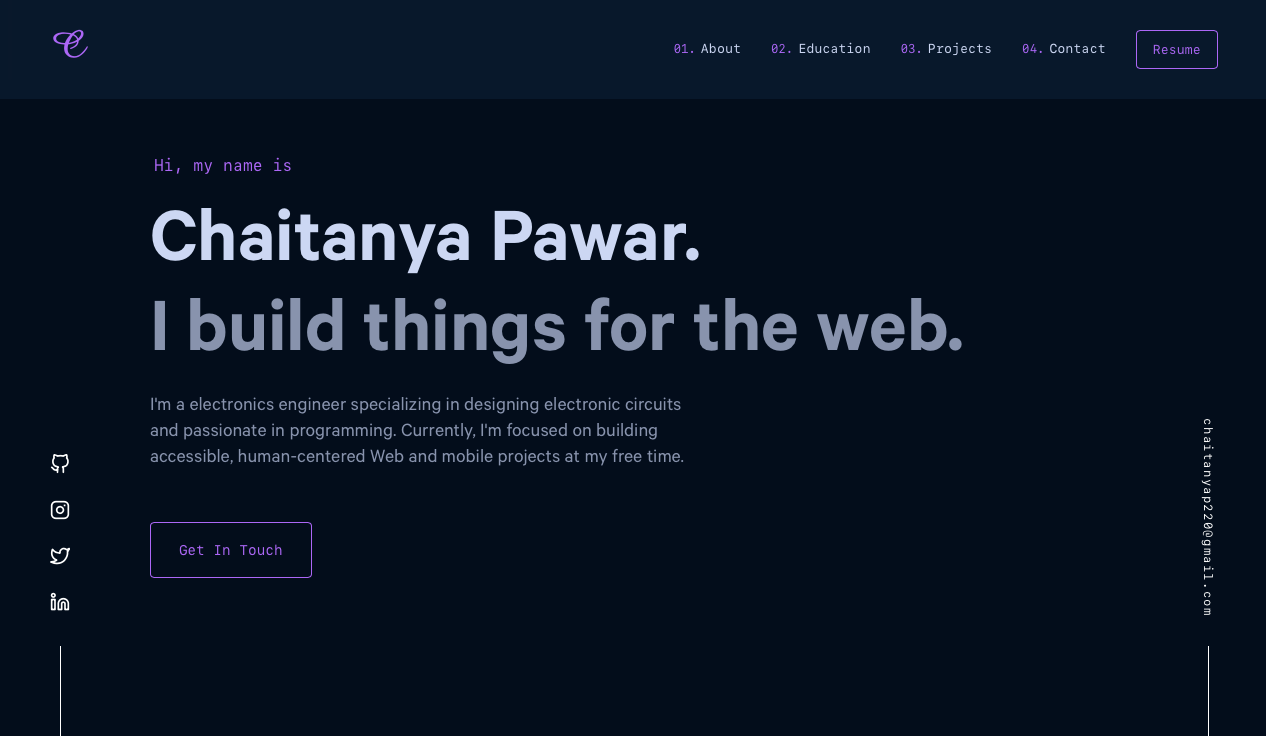 C
01. About
02. Education
03. Projects
04. Contact
Resume
Hi, my name is
Chaitanya Pawar.
I build things for the web.
I'm a electronics engineer specializing in designing electronic circuits
and passionate in programming. Currently, I'm focused on building
accessible, human-centered Web and mobile projects at my free time.
Get In Touch
chaitanyap220@gmail.com